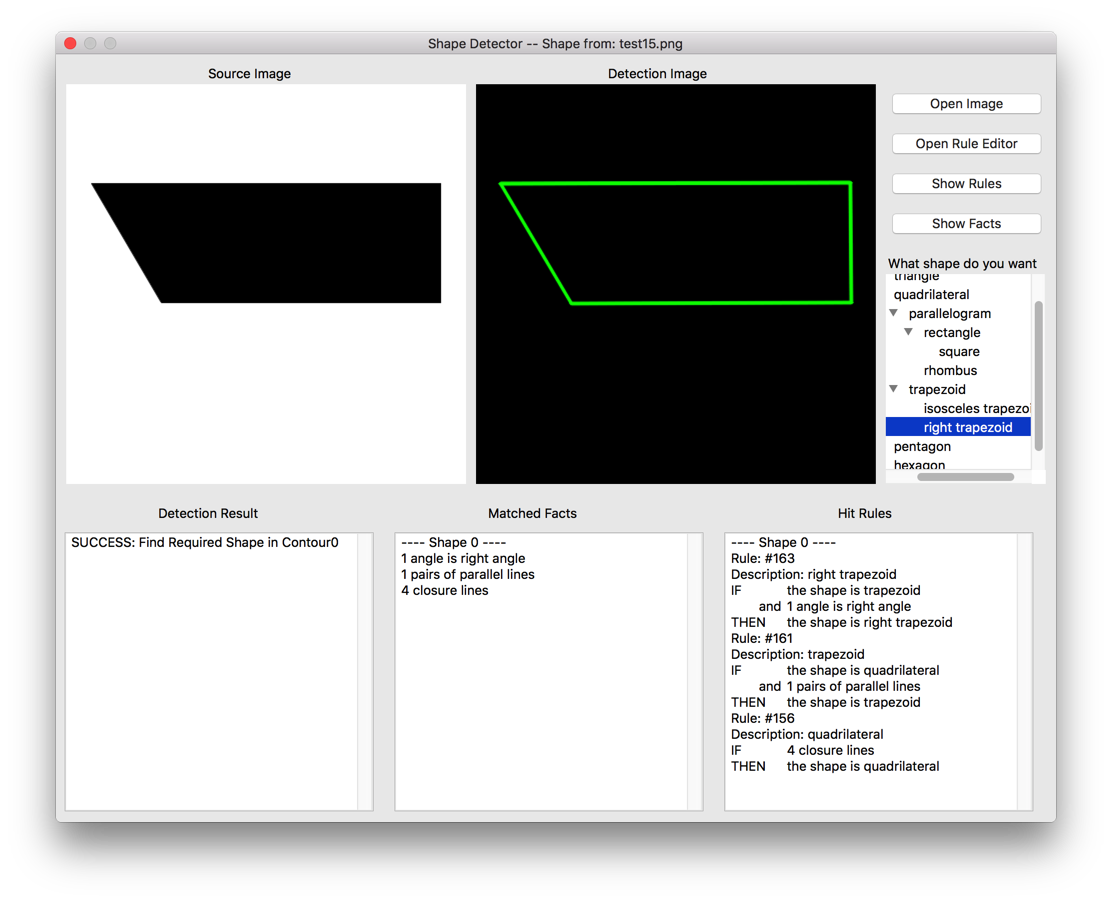 Shape Detector -- Shape from: test15.png
Source Image
Detection Image
Open Image
Open Rule Editor
Show Rules
Show Facts
What shape do you want
triangle
quadrilateral
parallelogram
rectangle
square
rhombus
trapezoid
isosceles trapezoi
right trapezoid
pentagon
hexagon
Detection Result
SUCCESS: Find Required Shape in Contour0
Matched Facts
---- Shape 0 ----
1 angle is right angle
1 pairs of parallel lines
4 closure lines
Hit Rules
---- Shape 0 ----
Rule: #163
Description: right trapezoid
IF the shape is trapezoid
and 1 angle is right angle
THEN the shape is right trapezoid
Rule: #161
Description: trapezoid
IF the shape is quadrilateral
and 1 pairs of parallel lines
THEN the shape is trapezoid
Rule: #156
Description: quadrilateral
IF 4 closure lines
THEN the shape is quadrilateral